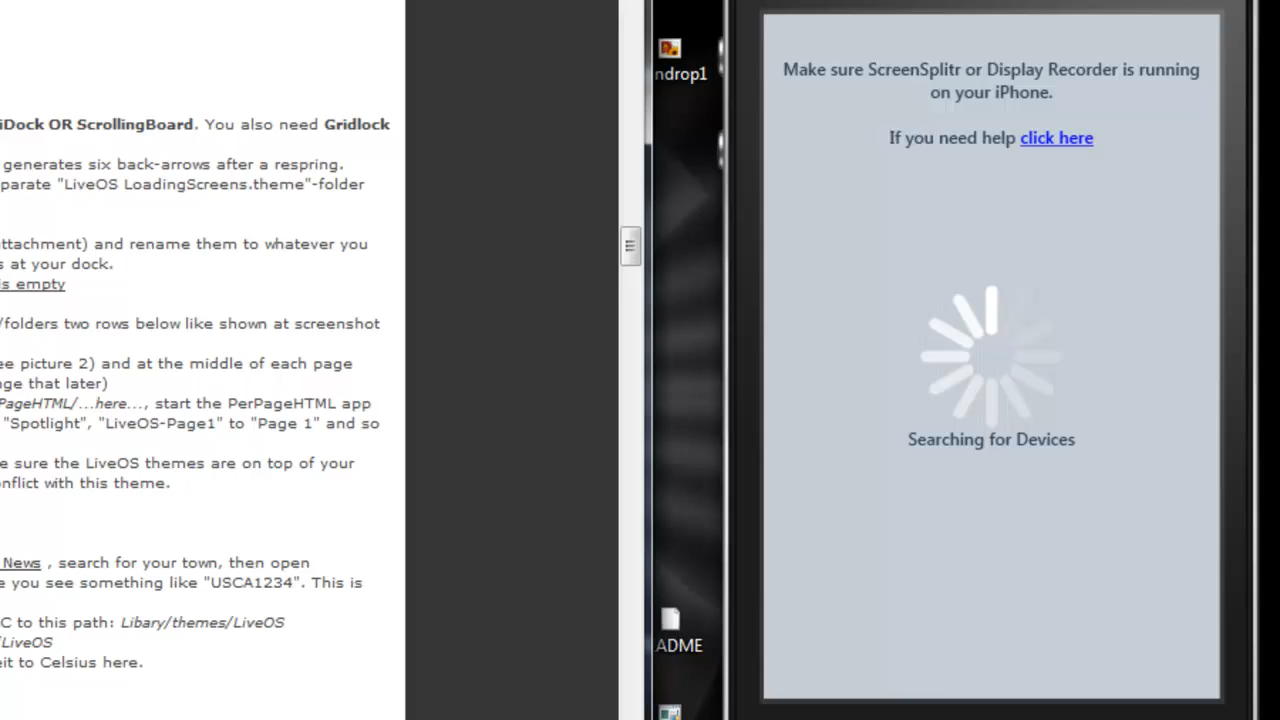 iDock OR ScrollingBoard. You also need Gridlock
generates six back-arrows after a respring.
parate "LiveOS LoadingScreens.theme"-folder
ttachment) and rename them to whatever you
s at your dock.
is empty
/folders two rows below like shown at screenshot
ee picture 2) and at the middle of each page
nge that later)
PageHTML/...here..., start the PerPageHTML app
"Spotlight", "LiveOS-Page1" to "Page 1" and so
e sure the LiveOS themes are on top of your
nflict with this theme.
News , search for your town, then open
e you see something like "USCA1234". This is
C to this path: Libary/themes/LiveOS
/LiveOS
eit to Celsius here.
ndrop1
ADME
Make sure ScreenSplitr or Display Recorder is running
on your iPhone.
If you need help click here
Searching for Devices